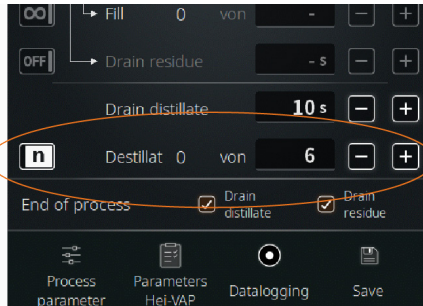 Fill 0 von - − +
OFF Drain residue - s − +
Drain distillate 10 s − +
n Destillat 0 von 6 − +
End of process Drain distillate Drain residue
Process parameter
Parameters Hei-VAP
Datalogging
Save